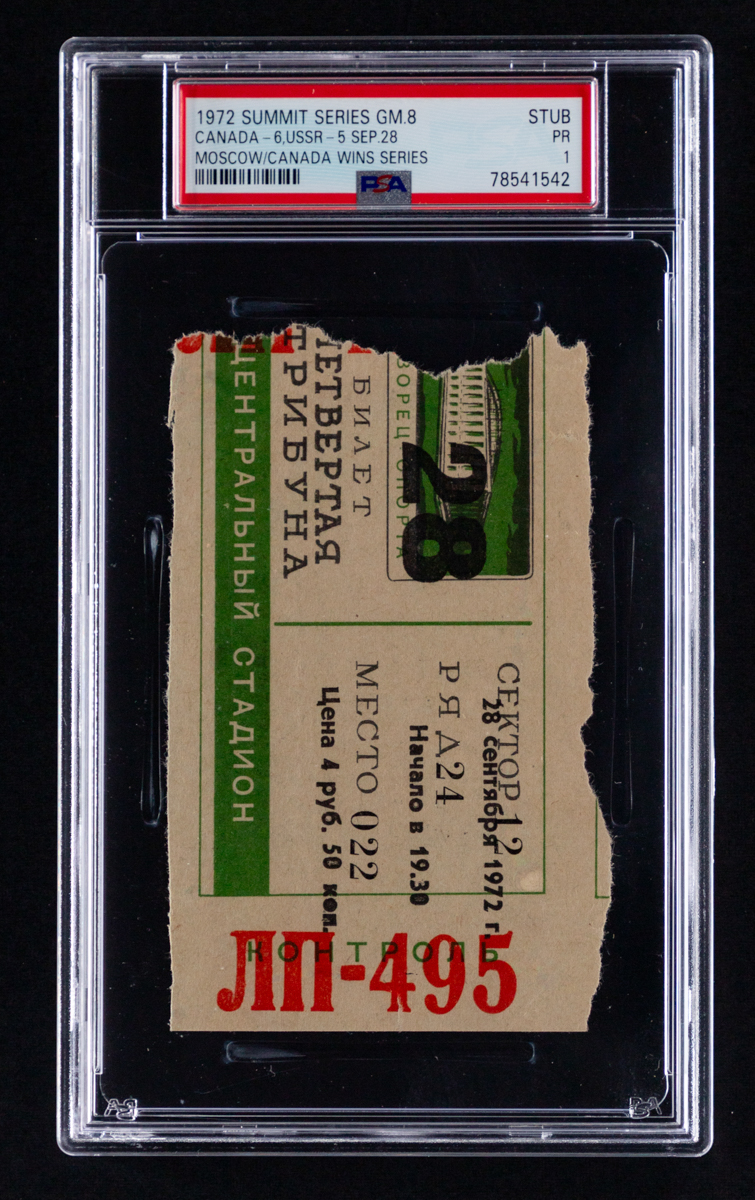 1972 SUMMIT SERIES GM.8 STUB
CANADA - 6,USSR - 5 SEP.28 PR
MOSCOW/CANADA WINS SERIES 1
PSA 78541542
ВОРЕЦ СПОРТА
28
БИЛЕТ
ЧЕТВЕРТАЯ
ТРИБУНА
ЦЕНТРАЛЬНЫЙ СТАДИОН
СЕКТОР 12
28 сентября 1972 г.
РЯД 24
Начало в 19.30
МЕСТО 022
Цена 4 руб. 50 коп.
КОНТРОЛЬ
ЛП-495